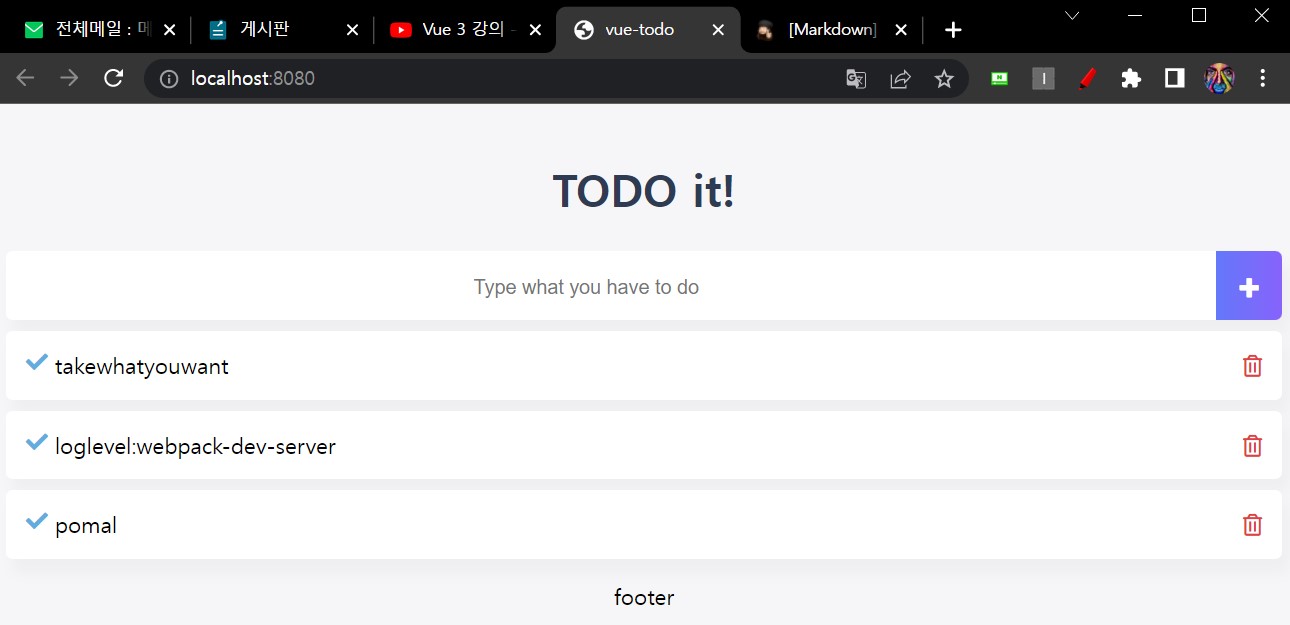 전체메일 : 메
게시판
Vue 3 강의 -
vue-todo
[Markdown]
localhost:8080
TODO it!
Type what you have to do
takewhatyouwant
loglevel:webpack-dev-server
pomal
footer